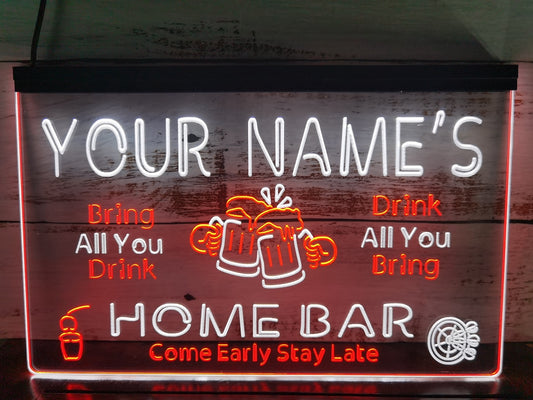 YOUR NAME'S
Bring
All You
Drink
Drink
All You
Bring
HOME BAR
Come Early Stay Late